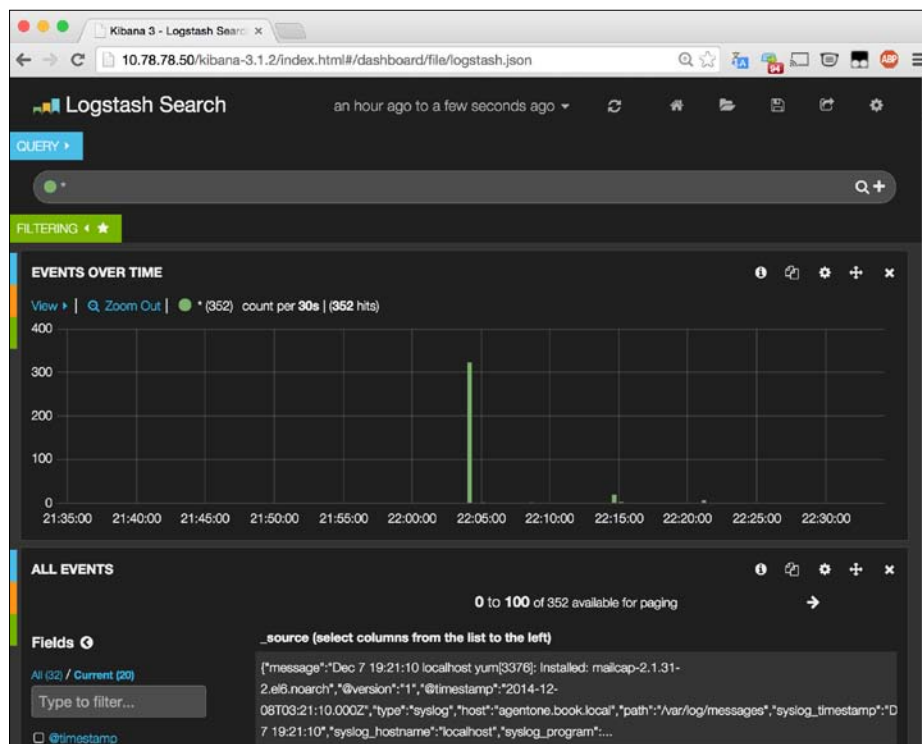 Kibana 3 - Logstash Searc
10.78.78.50/kibana-3.1.2/index.html#/dashboard/file/logstash.json
94
ABP
Logstash Search
an hour ago to a few seconds ago
QUERY
*
FILTERING
EVENTS OVER TIME
View | Zoom Out | * (352) count per 30s | (352 hits)
400
300
200
100
0
21:35:00 21:40:00 21:45:00 21:50:00 21:55:00 22:00:00 22:05:00 22:10:00 22:15:00 22:20:00 22:25:00 22:30:00
ALL EVENTS
0 to 100 of 352 available for paging
Fields
All (32) / Current (20)
Type to filter...
@timestamp
_source (select columns from the list to the left)
{"message":"Dec 7 19:21:10 localhost yum[3376]: Installed: mailcap-2.1.31-
2.el6.noarch","@version":"1","@timestamp":"2014-12-
08T03:21:10.000Z","type":"syslog","host":"agentone.book.local","path":"/var/log/messages","syslog_timestamp":"D
7 19:21:10","syslog_hostname":"localhost","syslog_program":...